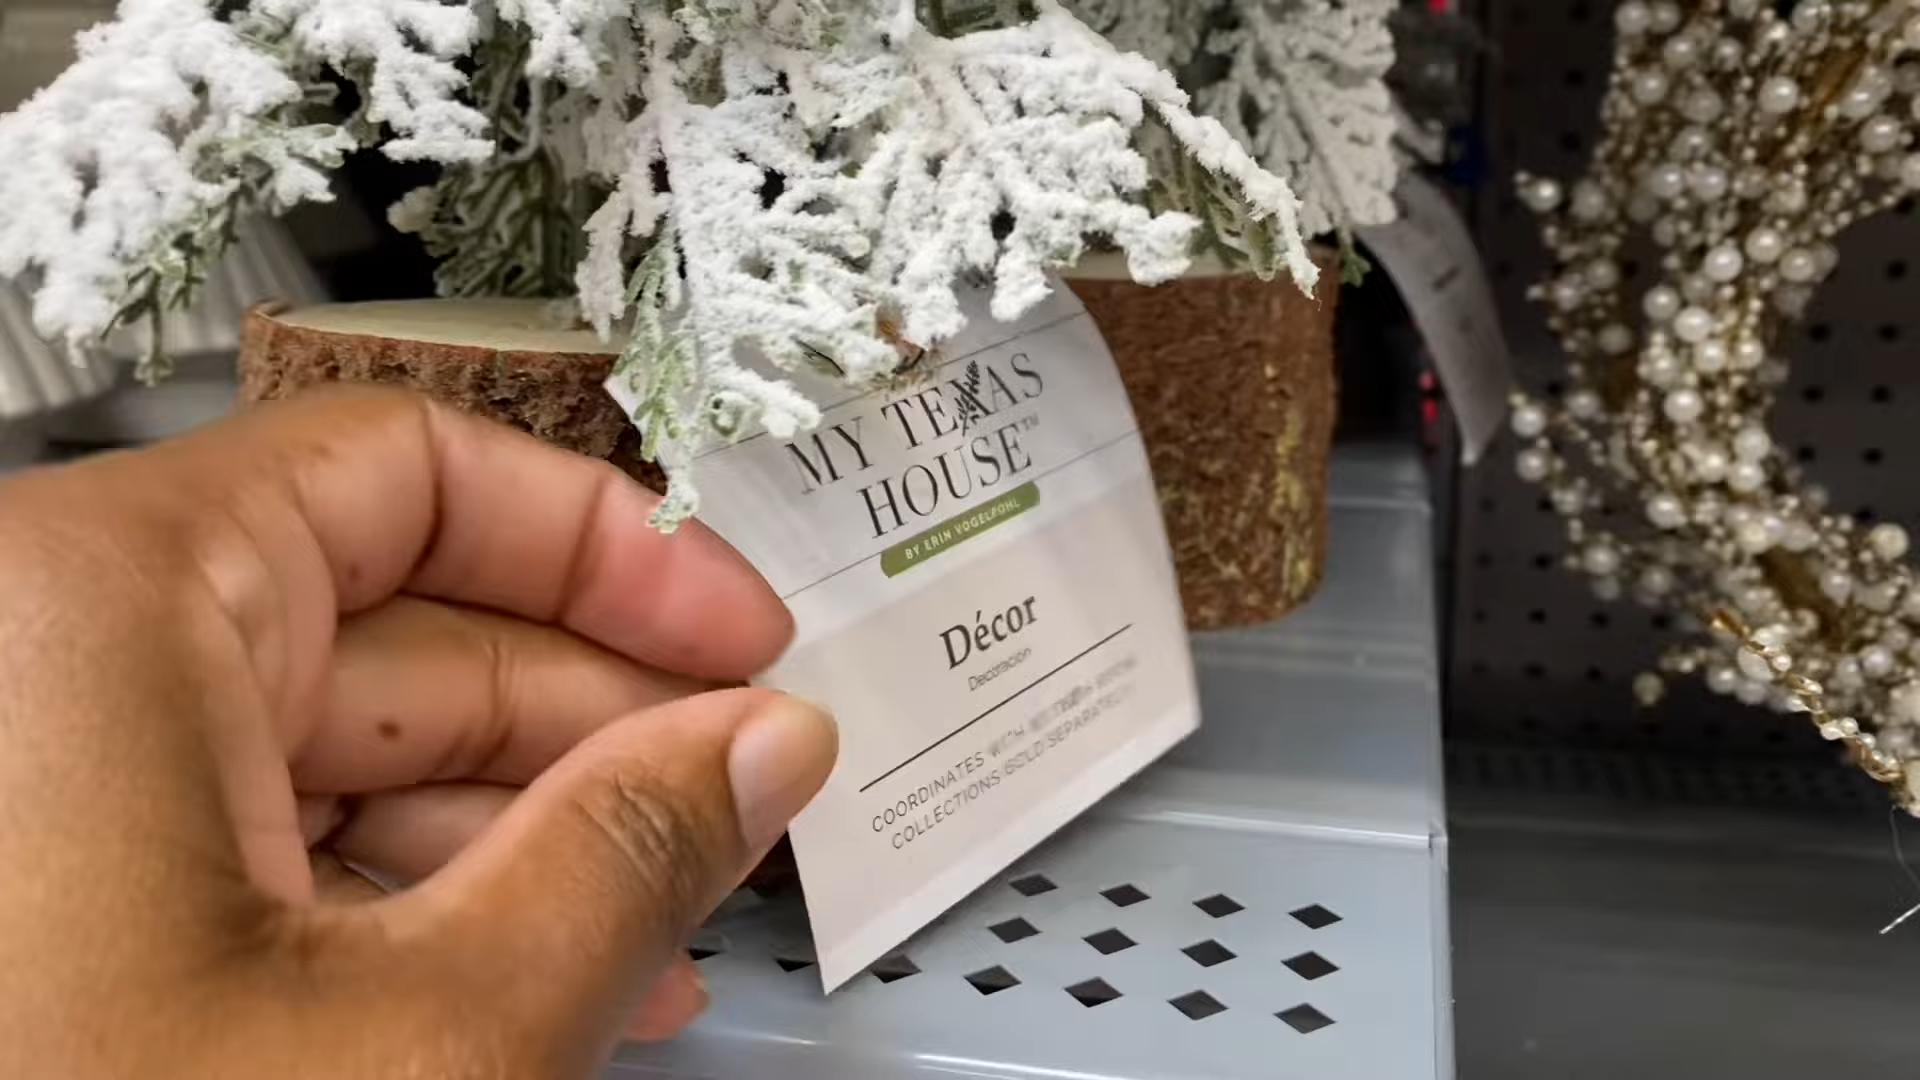 MY TEXAS
HOUSE™
BY ERIN VOGELPOHL
Décor
Decoración
COORDINATES WITH
COLLECTIONS SOLD SEPARATELY